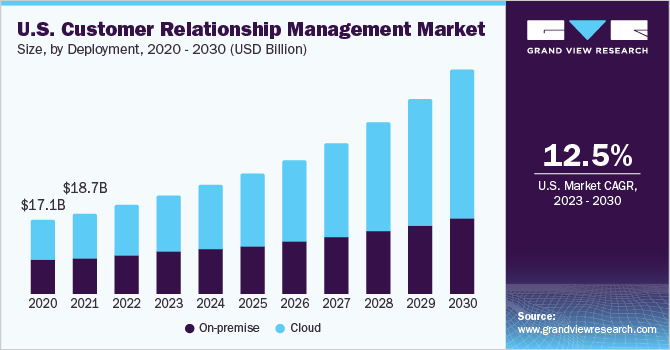 U.S. Customer Relationship Management Market
Size, by Deployment, 2020 - 2030 (USD Billion)
$17.1B
$18.7B
2020 2021 2022 2023 2024 2025 2026 2027 2028 2029 2030
On-premise Cloud
GVR
GRAND VIEW RESEARCH
12.5%
U.S. Market CAGR,
2023 - 2030
Source:
www.grandviewresearch.com